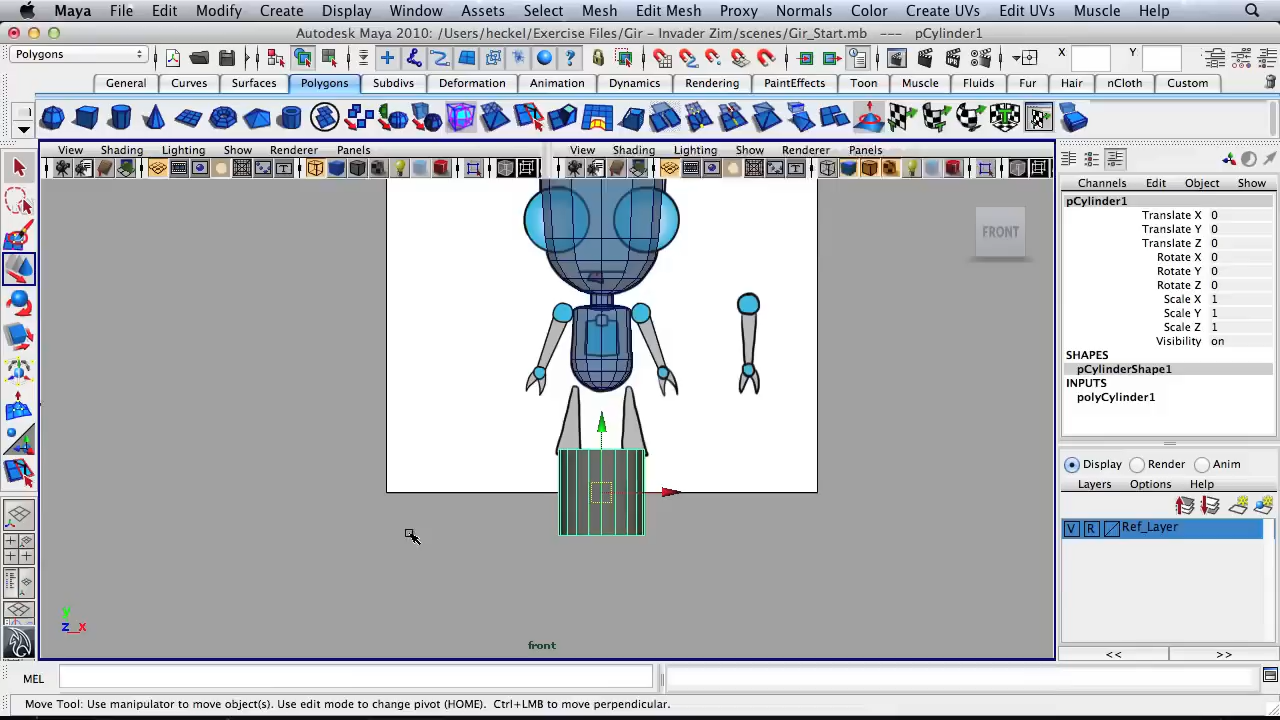 Maya File Edit Modify Create Display Window Assets Select Mesh Edit Mesh Proxy Normals Color Create UVs Edit UVs Muscle Help
Autodesk Maya 2010: /Users/heckel/Exercise Files/Gir - Invader Zim/scenes/Gir_Start.mb --- pCylinder1
Polygons X Y
General Curves Surfaces Polygons Subdivs Deformation Animation Dynamics Rendering PaintEffects Toon Muscle Fluids Fur Hair nCloth Custom
View Shading Lighting Show Renderer Panels View Shading Lighting Show Renderer Panels
FRONT
y
z x
front
Channels Edit Object Show
pCylinder1
Translate X 0
Translate Y 0
Translate Z 0
Rotate X 0
Rotate Y 0
Rotate Z 0
Scale X 1
Scale Y 1
Scale Z 1
Visibility on
SHAPES
pCylinderShape1
INPUTS
polyCylinder1
Display Render Anim
Layers Options Help
V R Ref_Layer
<< >>
MEL
Move Tool: Use manipulator to move object(s). Use edit mode to change pivot (HOME). Ctrl+LMB to move perpendicular.